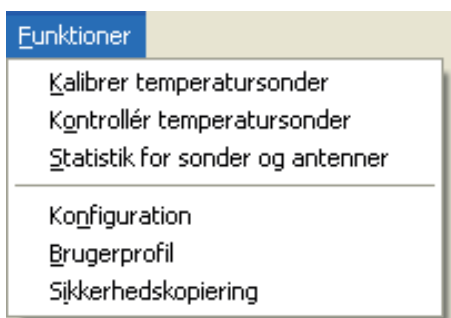 Funktioner
Kalibrer temperatursonder
Kontrollér temperatursonder
Statistik for sonder og antenner
Konfiguration
Brugerprofil
Sikkerhedskopiering